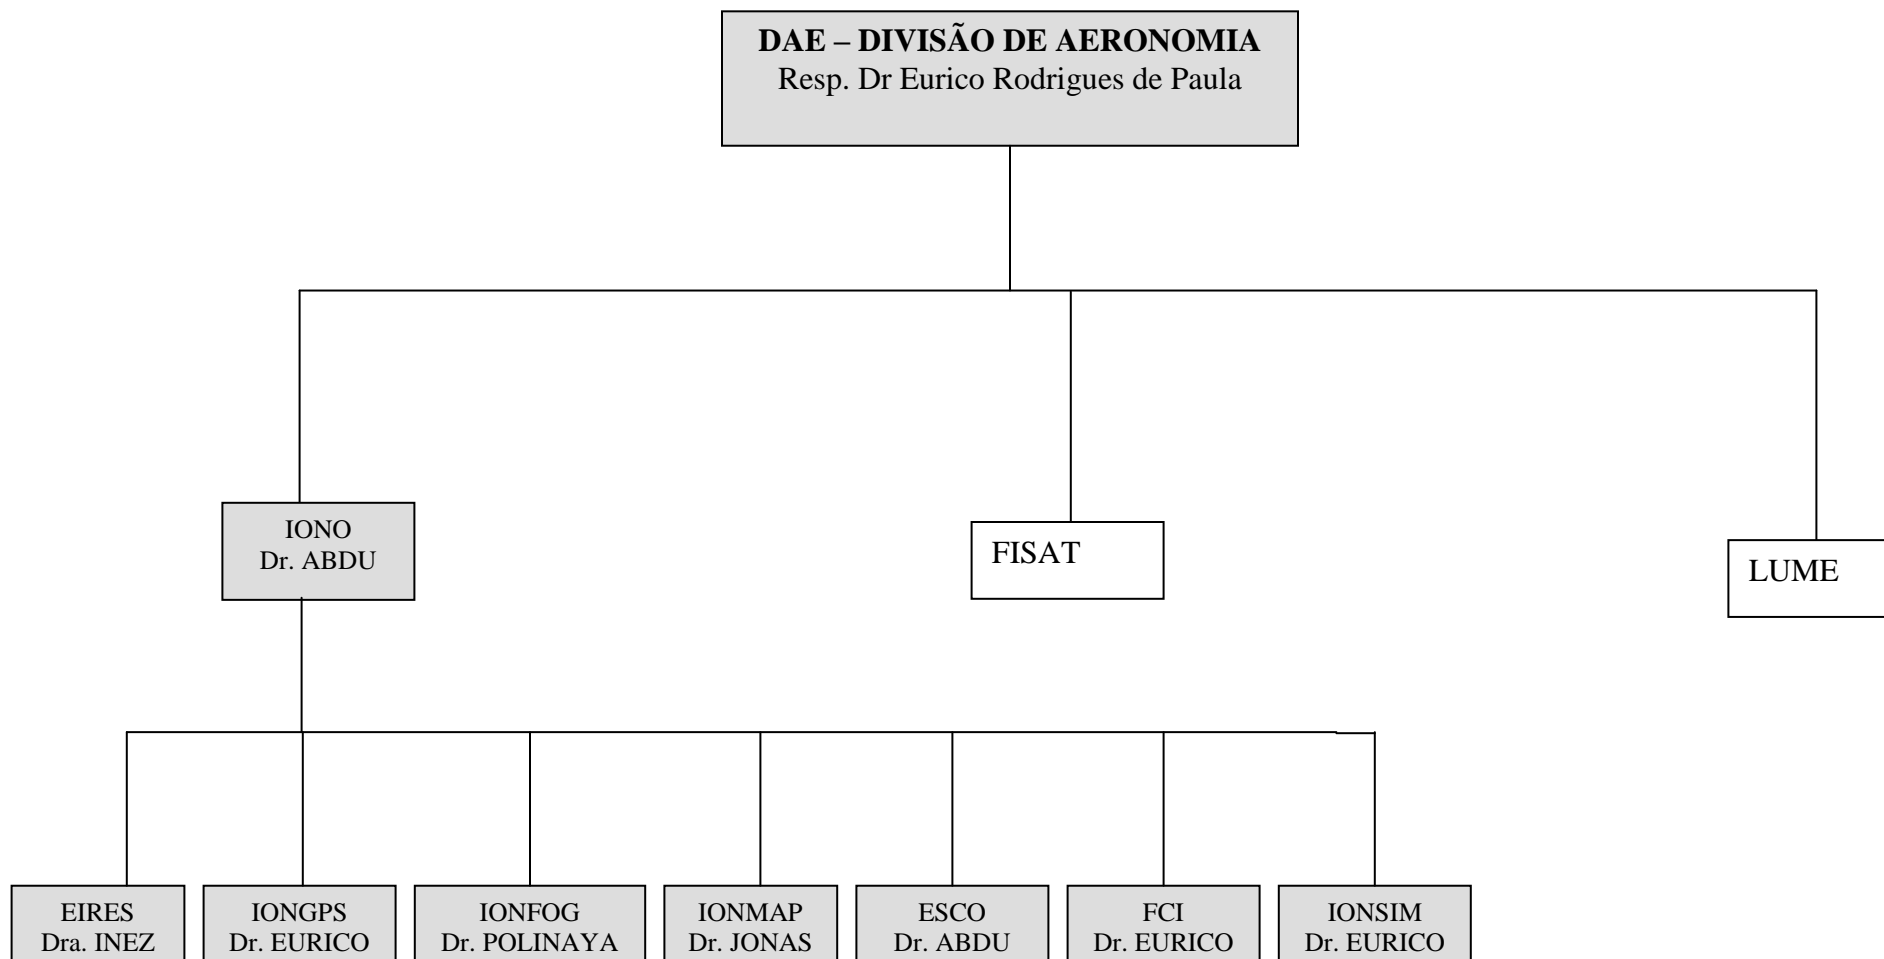 DAE – DIVISÃO DE AERONOMIA
Resp. Dr Eurico Rodrigues de Paula
IONO
Dr. ABDU
FISAT
LUME
EIRES
Dra. INEZ
IONGPS
Dr. EURICO
IONFOG
Dr. POLINAYA
IONMAP
Dr. JONAS
ESCO
Dr. ABDU
FCI
Dr. EURICO
IONSIM
Dr. EURICO